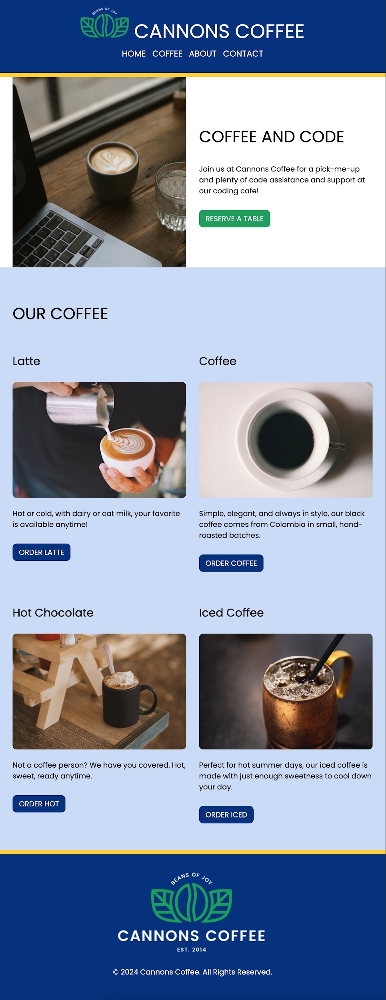 BEANS OF JOY
CANNONS COFFEE
HOME COFFEE ABOUT CONTACT
COFFEE AND CODE
Join us at Cannons Coffee for a pick-me-up
and plenty of code assistance and support at
our coding cafe!
RESERVE A TABLE
OUR COFFEE
Latte
Hot or cold, with dairy or oat milk, your favorite
is available anytime!
ORDER LATTE
Coffee
Simple, elegant, and always in style, our black
coffee comes from Colombia in small, hand-
roasted batches.
ORDER COFFEE
Hot Chocolate
Not a coffee person? We have you covered. Hot,
sweet, ready anytime.
ORDER HOT
Iced Coffee
Perfect for hot summer days, our iced coffee is
made with just enough sweetness to cool down
your day.
ORDER ICED
BEANS OF JOY
CANNONS COFFEE
EST. 2014
© 2024 Cannons Coffee. All Rights Reserved.